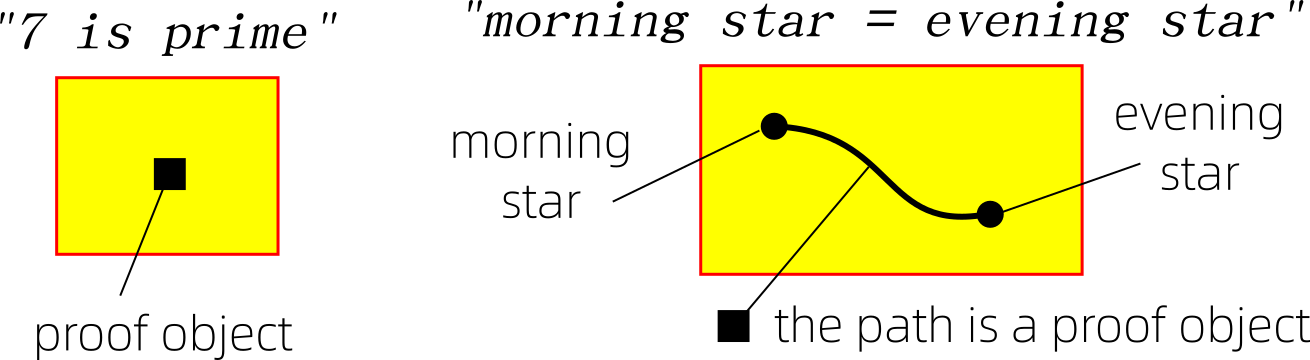 "7 is prime"
"morning star = evening star"
morning
star
evening
star
proof object
the path is a proof object